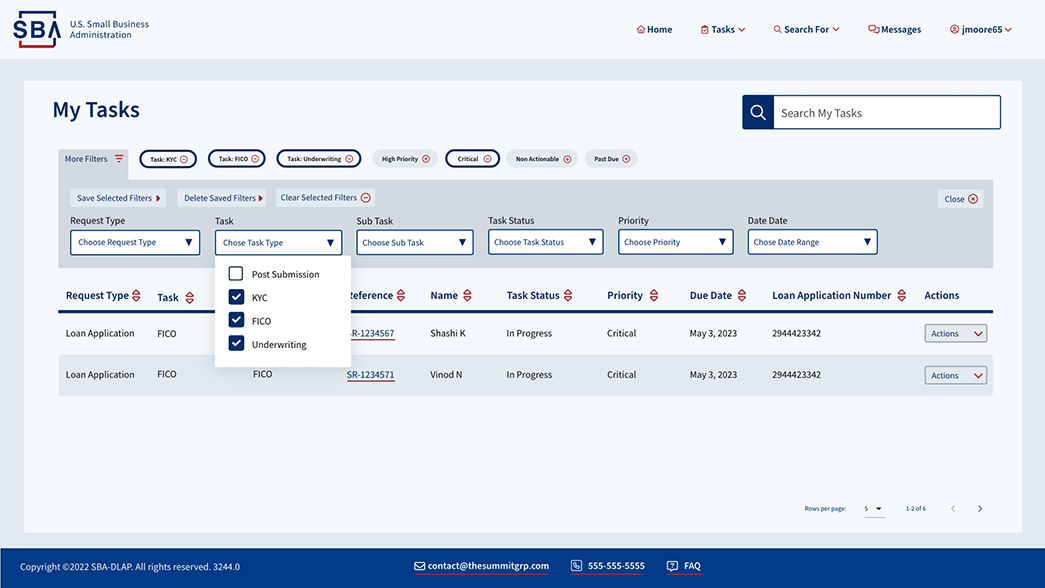 SBA U.S. Small Business
Administration
Home Tasks Search For Messages jmoore65
My Tasks
Search My Tasks
More Filters Task: KYC Task: FICO Task: Underwriting High Priority Critical Non Actionable Past Due
Save Selected Filters Delete Saved Filters Clear Selected Filters Close
Request Type Task Sub Task Task Status Priority Date Date
Choose Request Type Chose Task Type Choose Sub Task Choose Task Status Choose Priority Chose Date Range
Post Submission
KYC
FICO
Underwriting
Request Type Task Reference Name Task Status Priority Due Date Loan Application Number Actions
Loan Application FICO SR-1234567 Shashi K In Progress Critical May 3, 2023 2944423342 Actions
Loan Application FICO FICO SR-1234571 Vinod N In Progress Critical May 3, 2023 2944423342 Actions
Rows per page: 5 1-2 of 6
Copyright ©2022 SBA-DLAP. All rights reserved. 3244.0 contact@thesummitgrp.com 555-555-5555 FAQ